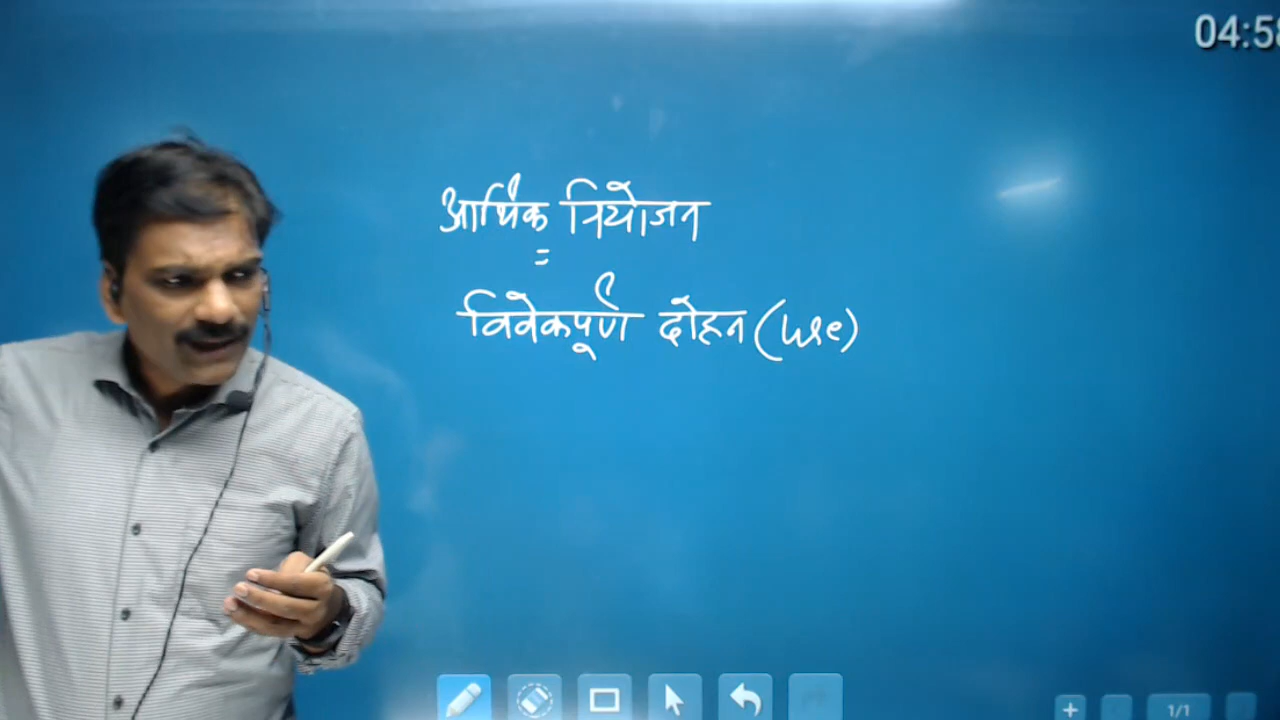 04:58
आर्थिक नियोजन
=
विवेकपूर्ण दोहन (use)
1/1